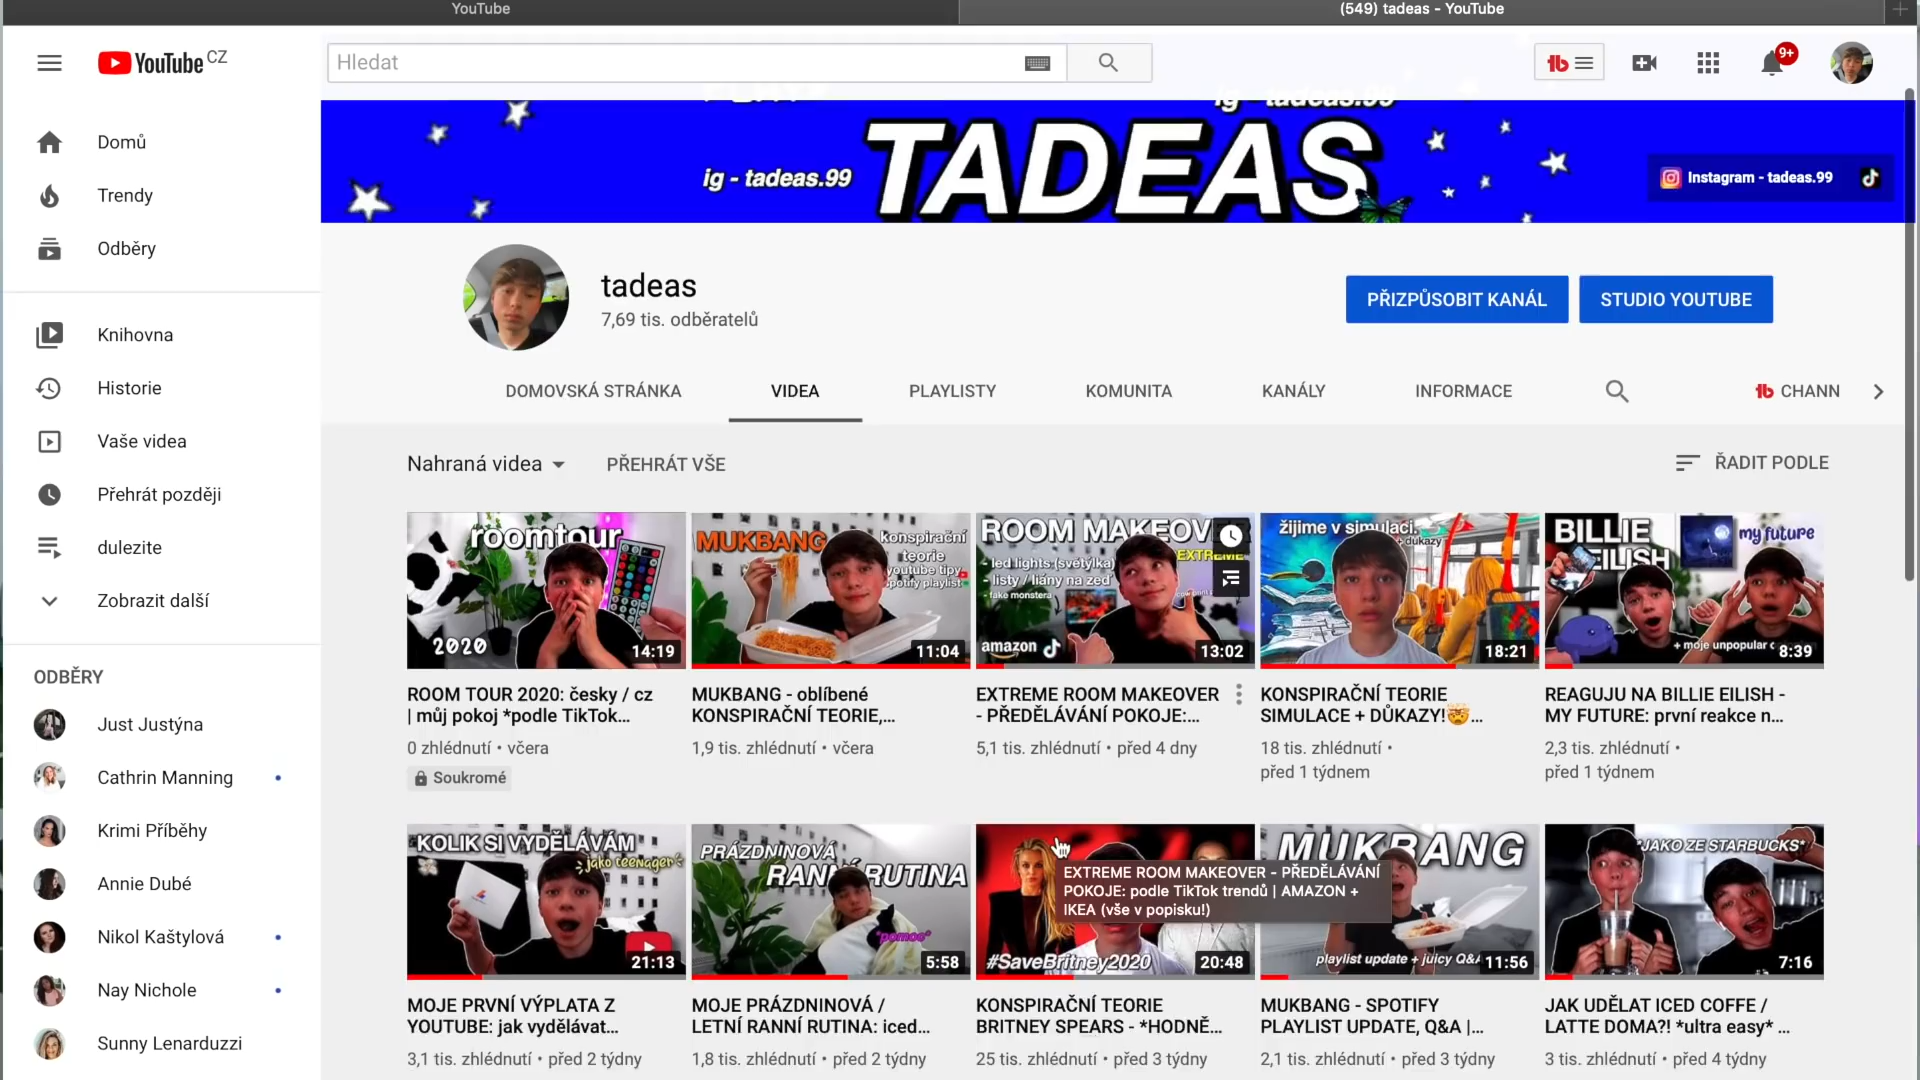 YouTube
(549) tadeas - YouTube
YouTube CZ
Hledat
9+
Domů
Trendy
Odběry
Knihovna
Historie
Vaše videa
Přehrát později
dulezite
Zobrazit další
ODBĚRY
Just Justýna
Cathrin Manning
Krimi Příběhy
Annie Dubé
Nikol Kaštylová
Nay Nichole
Sunny Lenarduzzi
ig - tadeas.99
ig - tadeas.99
TADEAS
Instagram - tadeas.99
tadeas
7,69 tis. odběratelů
PŘIZPŮSOBIT KANÁL
STUDIO YOUTUBE
DOMOVSKÁ STRÁNKA
VIDEA
PLAYLISTY
KOMUNITA
KANÁLY
INFORMACE
CHANN
Nahraná videa
PŘEHRÁT VŠE
ŘADIT PODLE
roomtour
2020
14:19
ROOM TOUR 2020: česky / cz
| můj pokoj *podle TikTok...
0 zhlédnutí • včera
Soukromé
MUKBANG
konspirační
teorie
youtube tipy
spotify playlist
11:04
MUKBANG - oblíbené
KONSPIRAČNÍ TEORIE,...
1,9 tis. zhlédnutí • včera
ROOM MAKEOV
EXTREME
- led lights (světýlka)
- listy / liány na zeď
- fake monstera
amazon
13:02
EXTREME ROOM MAKEOVER
- PŘEDĚLÁVÁNÍ POKOJE:...
5,1 tis. zhlédnutí • před 4 dny
žijime v simulaci.
+ důkazy
18:21
KONSPIRAČNÍ TEORIE
SIMULACE + DŮKAZY!🤯...
18 tis. zhlédnutí •
před 1 týdnem
BILLIE
EILISH
my future
+ moje unpopular
8:39
REAGUJU NA BILLIE EILISH -
MY FUTURE: první reakce n...
2,3 tis. zhlédnutí •
před 1 týdnem
KOLIK SI VYDĚLÁVÁM
jako teenager
21:13
MOJE PRVNÍ VÝPLATA Z
YOUTUBE: jak vydělávat...
3,1 tis. zhlédnutí • před 2 týdny
PRÁZDNINOVÁ
RANNÍ RUTINA
*pomoc*
5:58
MOJE PRÁZDNINOVÁ /
LETNÍ RANNÍ RUTINA: iced...
1,8 tis. zhlédnutí • před 2 týdny
#SaveBritney2020
20:48
KONSPIRAČNÍ TEORIE
BRITNEY SPEARS - *HODNĚ...
25 tis. zhlédnutí • před 3 týdny
EXTREME ROOM MAKEOVER - PŘEDĚLÁVÁNÍ
POKOJE: podle TikTok trendů | AMAZON +
IKEA (vše v popisku!)
MUKBANG
playlist update + juicy Q&A
11:56
MUKBANG - SPOTIFY
PLAYLIST UPDATE, Q&A |...
2,1 tis. zhlédnutí • před 3 týdny
*JAKO ZE STARBUCKS*
7:16
JAK UDĚLAT ICED COFFE /
LATTE DOMA?! *ultra easy* ...
3 tis. zhlédnutí • před 4 týdny